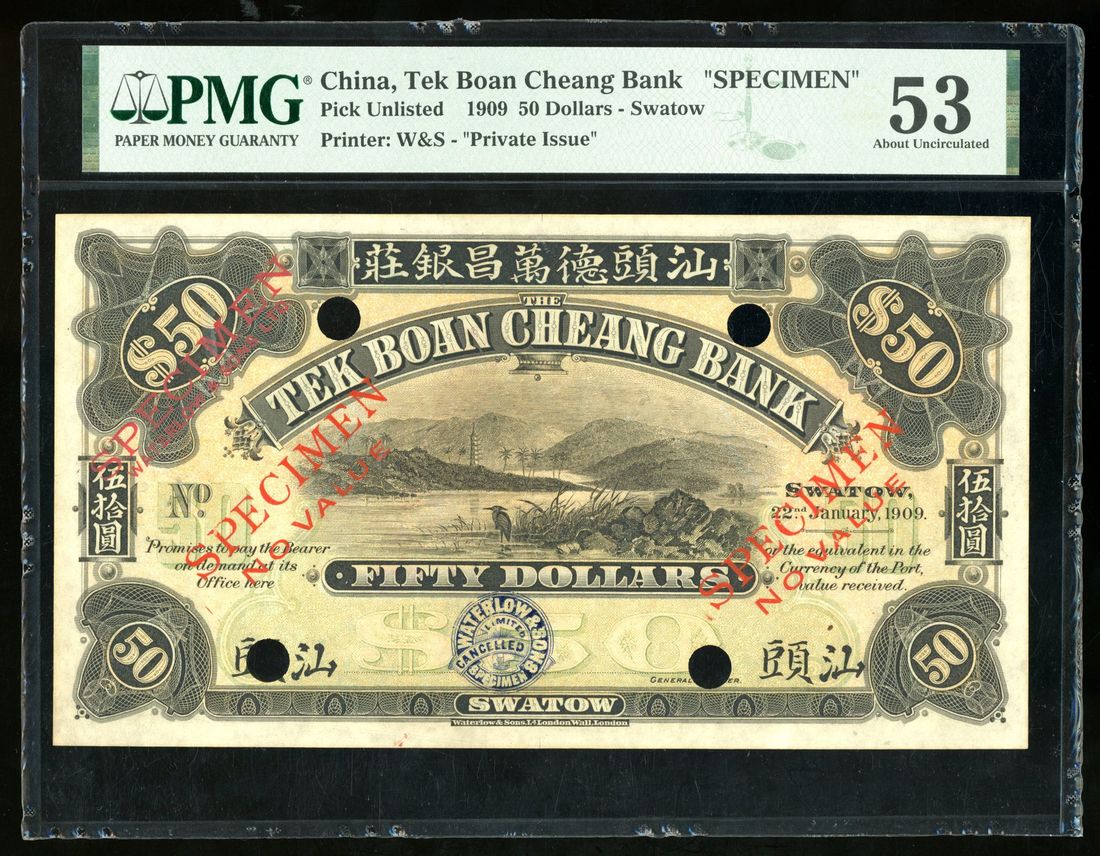 PMG®
PAPER MONEY GUARANTY
China, Tek Boan Cheang Bank "SPECIMEN"
Pick Unlisted 1909 50 Dollars - Swatow
Printer: W&S - "Private Issue"
53
About Uncirculated
莊銀昌萬德頭汕
$50
$50
THE
TEK BOAN CHEANG BANK
SPECIMEN
SPECIMEN
NO VALUE
SPECIMEN
NO VALUE
伍拾圓
伍拾圓
No.
SWATOW,
22nd January, 1909.
Promises to pay the Bearer
on demand at its
Office here
or the equivalent in the
Currency of the Port,
value received.
FIFTY DOLLARS
$50
WATERLOW & SONS
LIMITED
CANCELLED
SPECIMEN
50
50
汕
頭汕
GENERAL
SWATOW
Waterlow & Sons, Ld. London Wall, London